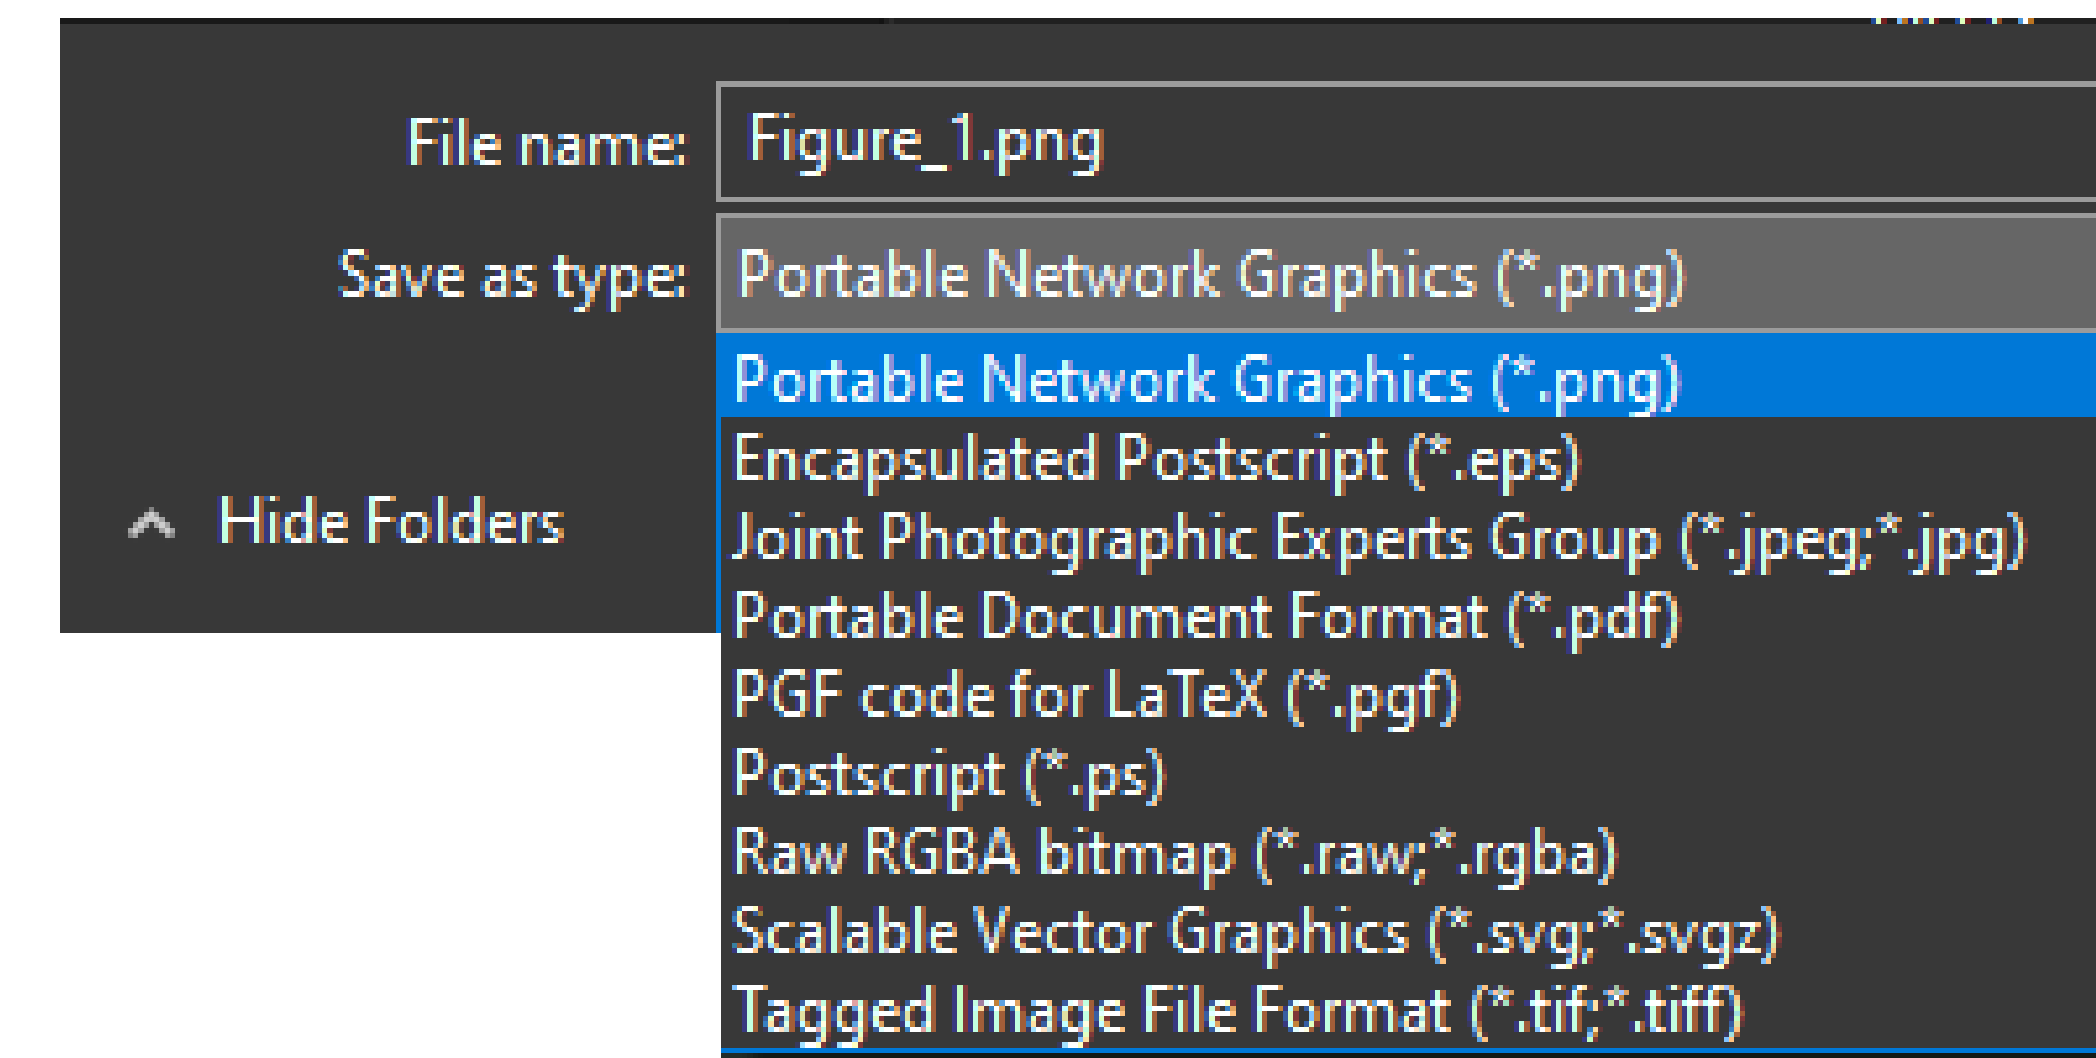 File name: Figure_1.png
Save as type: Portable Network Graphics (*.png)
Portable Network Graphics (*.png)
Encapsulated Postscript (*.eps)
Joint Photographic Experts Group (*.jpeg;*.jpg)
Portable Document Format (*.pdf)
PGF code for LaTeX (*.pgf)
Postscript (*.ps)
Raw RGBA bitmap (*.raw;*.rgba)
Scalable Vector Graphics (*.svg;*.svgz)
Tagged Image File Format (*.tif;*.tiff)
Hide Folders